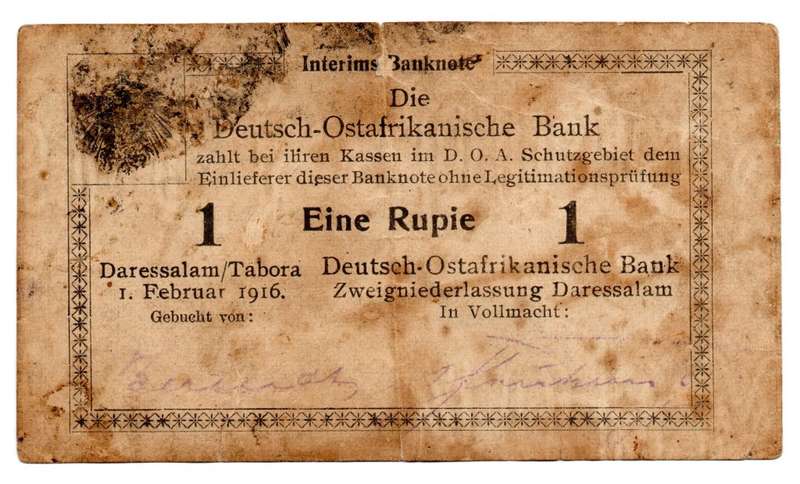 Interims Banknote
Die
Deutsch-Ostafrikanische Bank
zahlt bei ihren Kassen im D. O. A. Schutzgebiet dem
Einlieferer dieser Banknote ohne Legitimationsprüfung
1 Eine Rupie 1
Daressalam/Tabora
1. Februar 1916.
Gebucht von:
Deutsch-Ostafrikanische Bank
Zweigniederlassung Daressalam
In Vollmacht: